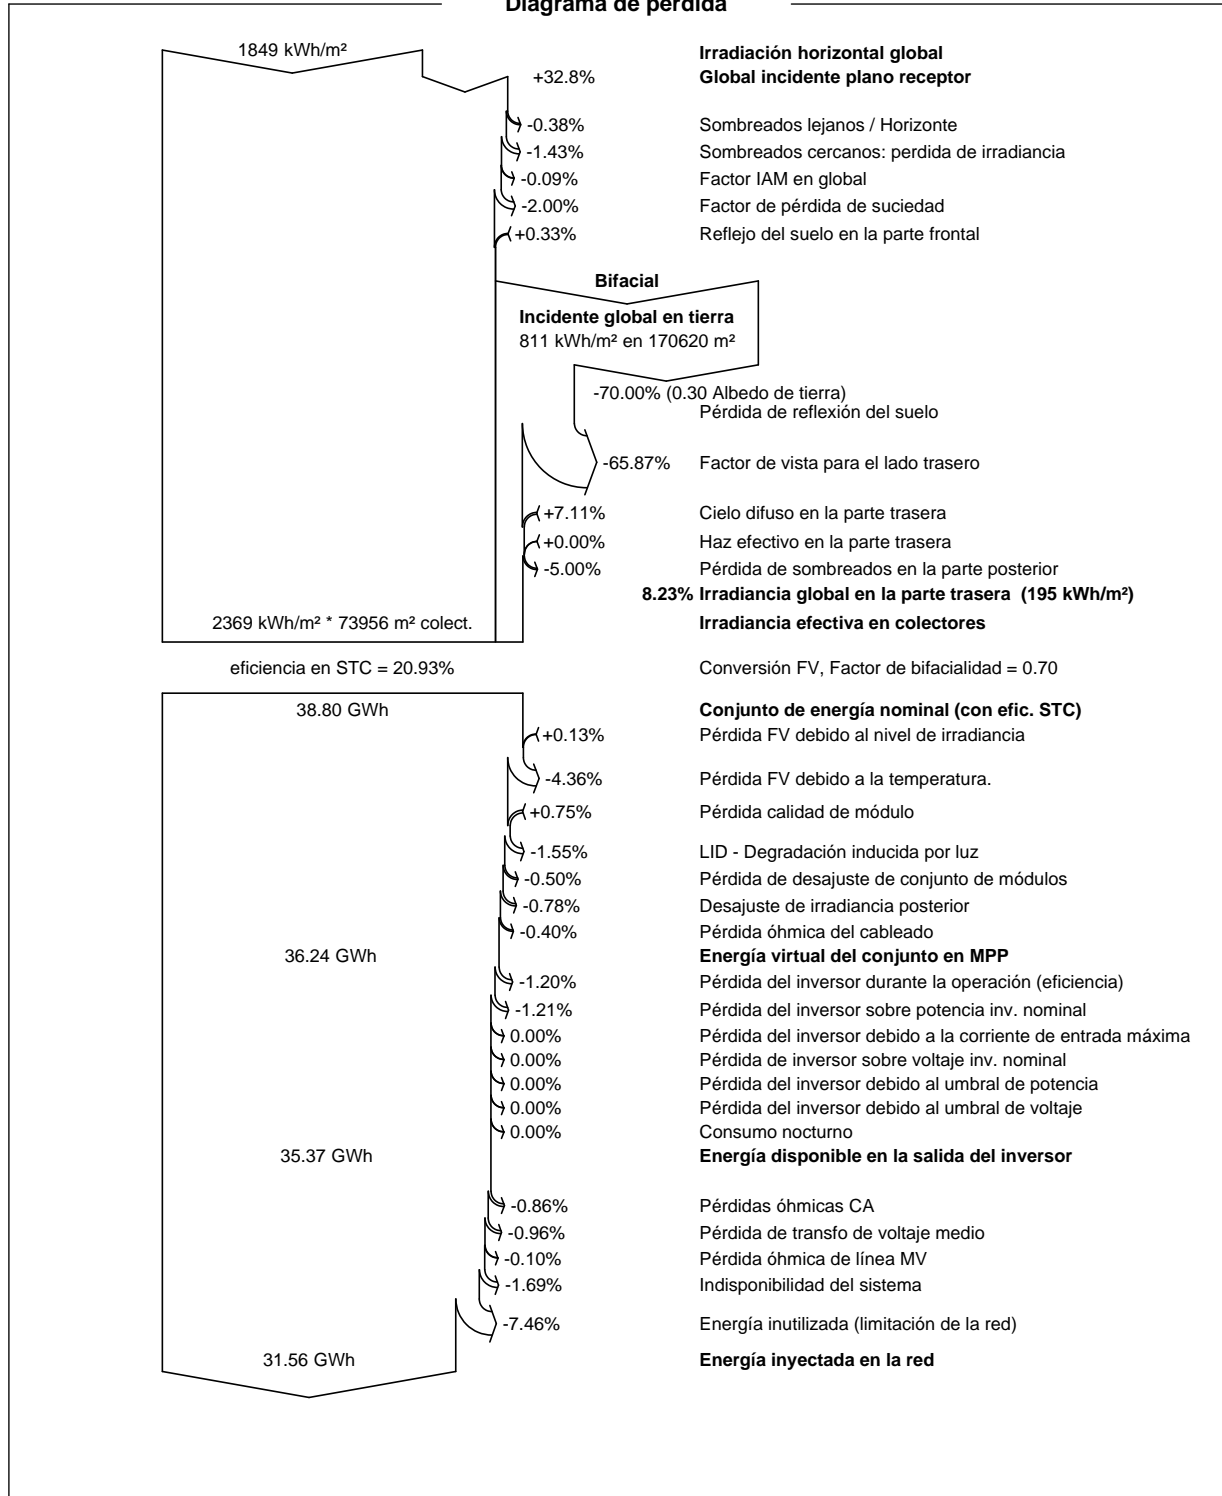 Diagrama de pérdida
1849 kWh/m² Irradiación horizontal global
+32.8% Global incidente plano receptor
-0.38% Sombreados lejanos / Horizonte
-1.43% Sombreados cercanos: perdida de irradiancia
-0.09% Factor IAM en global
-2.00% Factor de pérdida de suciedad
+0.33% Reflejo del suelo en la parte frontal
Bifacial
Incidente global en tierra
811 kWh/m² en 170620 m²
-70.00% (0.30 Albedo de tierra)
Pérdida de reflexión del suelo
-65.87% Factor de vista para el lado trasero
+7.11% Cielo difuso en la parte trasera
+0.00% Haz efectivo en la parte trasera
-5.00% Pérdida de sombreados en la parte posterior
8.23% Irradiancia global en la parte trasera (195 kWh/m²)
2369 kWh/m² * 73956 m² colect. Irradiancia efectiva en colectores
eficiencia en STC = 20.93% Conversión FV, Factor de bifacialidad = 0.70
38.80 GWh Conjunto de energía nominal (con efic. STC)
+0.13% Pérdida FV debido al nivel de irradiancia
-4.36% Pérdida FV debido a la temperatura.
+0.75% Pérdida calidad de módulo
-1.55% LID - Degradación inducida por luz
-0.50% Pérdida de desajuste de conjunto de módulos
-0.78% Desajuste de irradiancia posterior
-0.40% Pérdida óhmica del cableado
36.24 GWh Energía virtual del conjunto en MPP
-1.20% Pérdida del inversor durante la operación (eficiencia)
-1.21% Pérdida del inversor sobre potencia inv. nominal
0.00% Pérdida del inversor debido a la corriente de entrada máxima
0.00% Pérdida de inversor sobre voltaje inv. nominal
0.00% Pérdida del inversor debido al umbral de potencia
0.00% Pérdida del inversor debido al umbral de voltaje
0.00% Consumo nocturno
35.37 GWh Energía disponible en la salida del inversor
-0.86% Pérdidas óhmicas CA
-0.96% Pérdida de transfo de voltaje medio
-0.10% Pérdida óhmica de línea MV
-1.69% Indisponibilidad del sistema
-7.46% Energía inutilizada (limitación de la red)
31.56 GWh Energía inyectada en la red